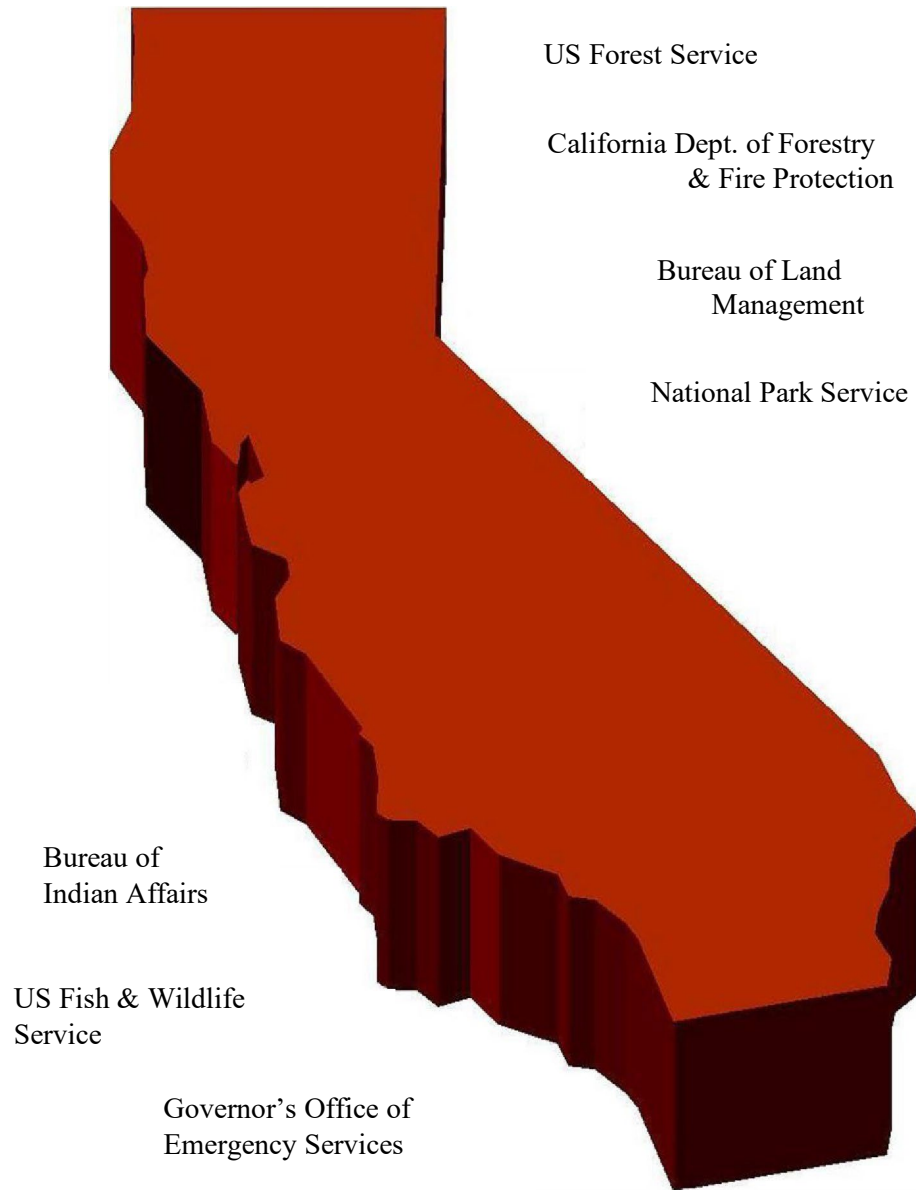 US Forest Service
California Dept. of Forestry
& Fire Protection
Bureau of Land
Management
National Park Service
Bureau of
Indian Affairs
US Fish & Wildlife
Service
Governor’s Office of
Emergency Services